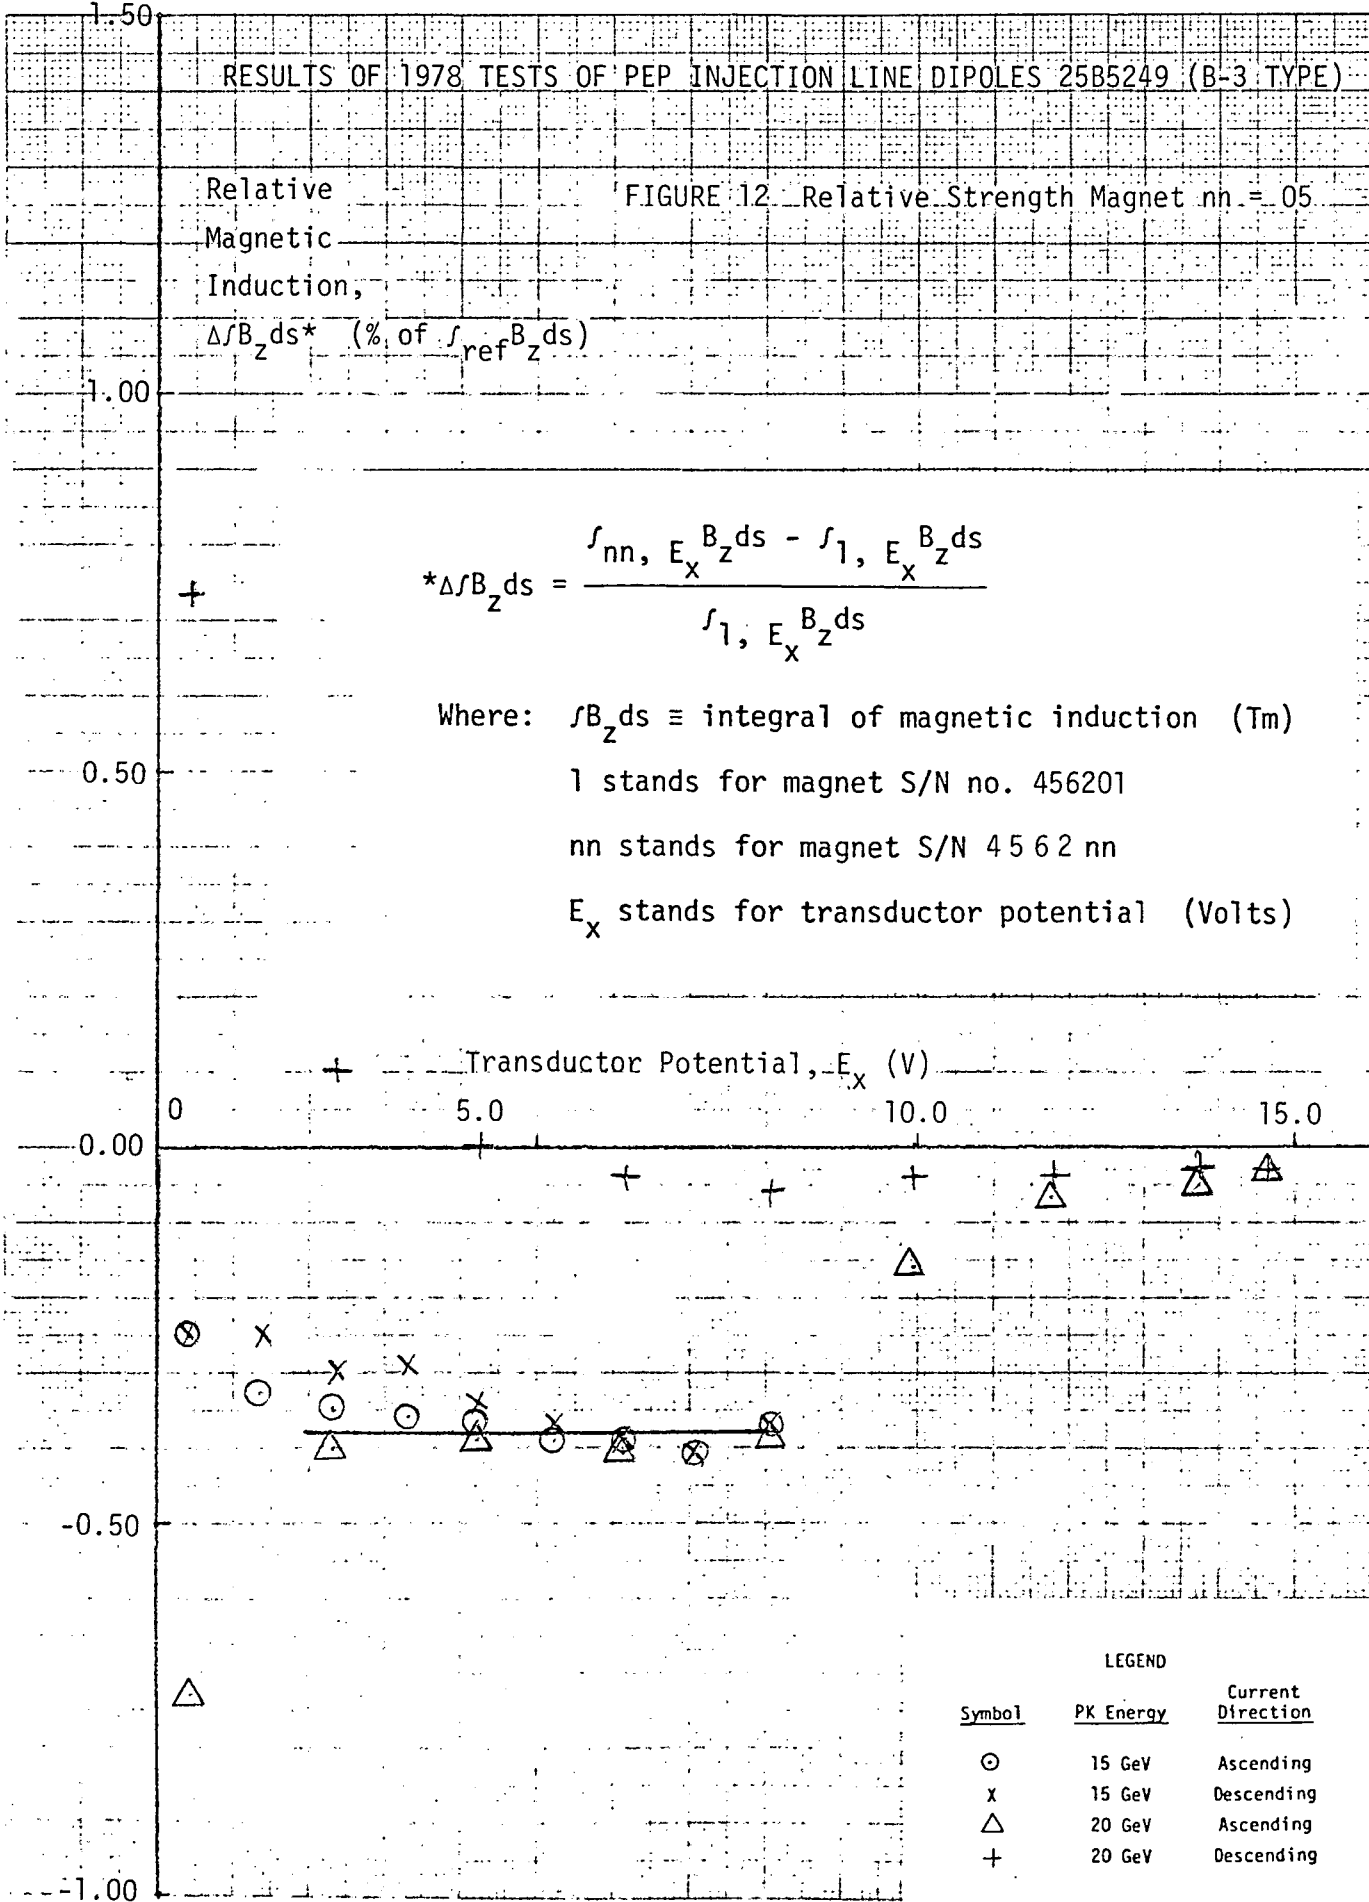 1.50
RESULTS OF 1978 TESTS OF PEP INJECTION LINE DIPOLES 25B5249 (B-3 TYPE)
FIGURE 12 Relative Strength Magnet nn = 05
Relative
Magnetic
Induction,
Δ∫B_z ds* (% of ∫_ref B_z ds)
1.00
*Δ∫B_z ds = (∫_nn, E_x B_z ds - ∫_1, E_x B_z ds) / (∫_1, E_x B_z ds)
Where: ∫B_z ds ≡ integral of magnetic induction (Tm)
0.50
1 stands for magnet S/N no. 456201
nn stands for magnet S/N 4 5 6 2 nn
E_x stands for transductor potential (Volts)
Transductor Potential, E_x (V)
0 5.0 10.0 15.0
0.00
-0.50
LEGEND
Symbol PK Energy Current Direction
⊙ 15 GeV Ascending
x 15 GeV Descending
△ 20 GeV Ascending
+ 20 GeV Descending
-1.00